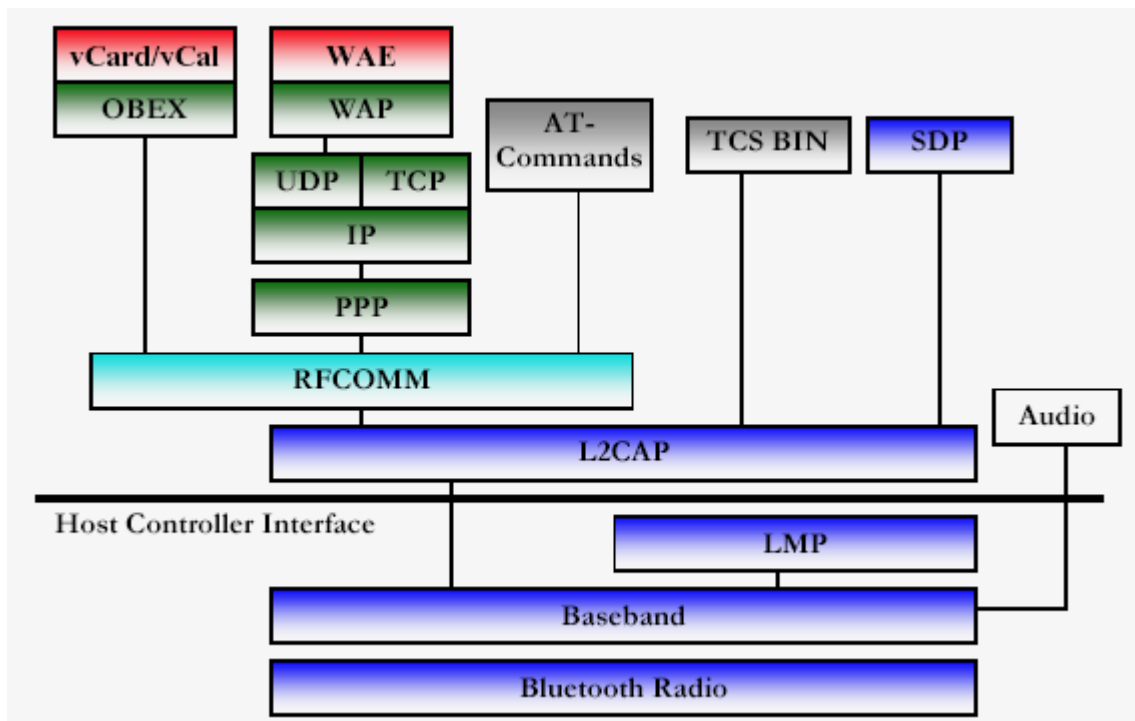 vCard/vCal
OBEX
WAE
WAP
UDP
TCP
IP
PPP
AT-
Commands
TCS BIN
SDP
RFCOMM
Audio
L2CAP
Host Controller Interface
LMP
Baseband
Bluetooth Radio